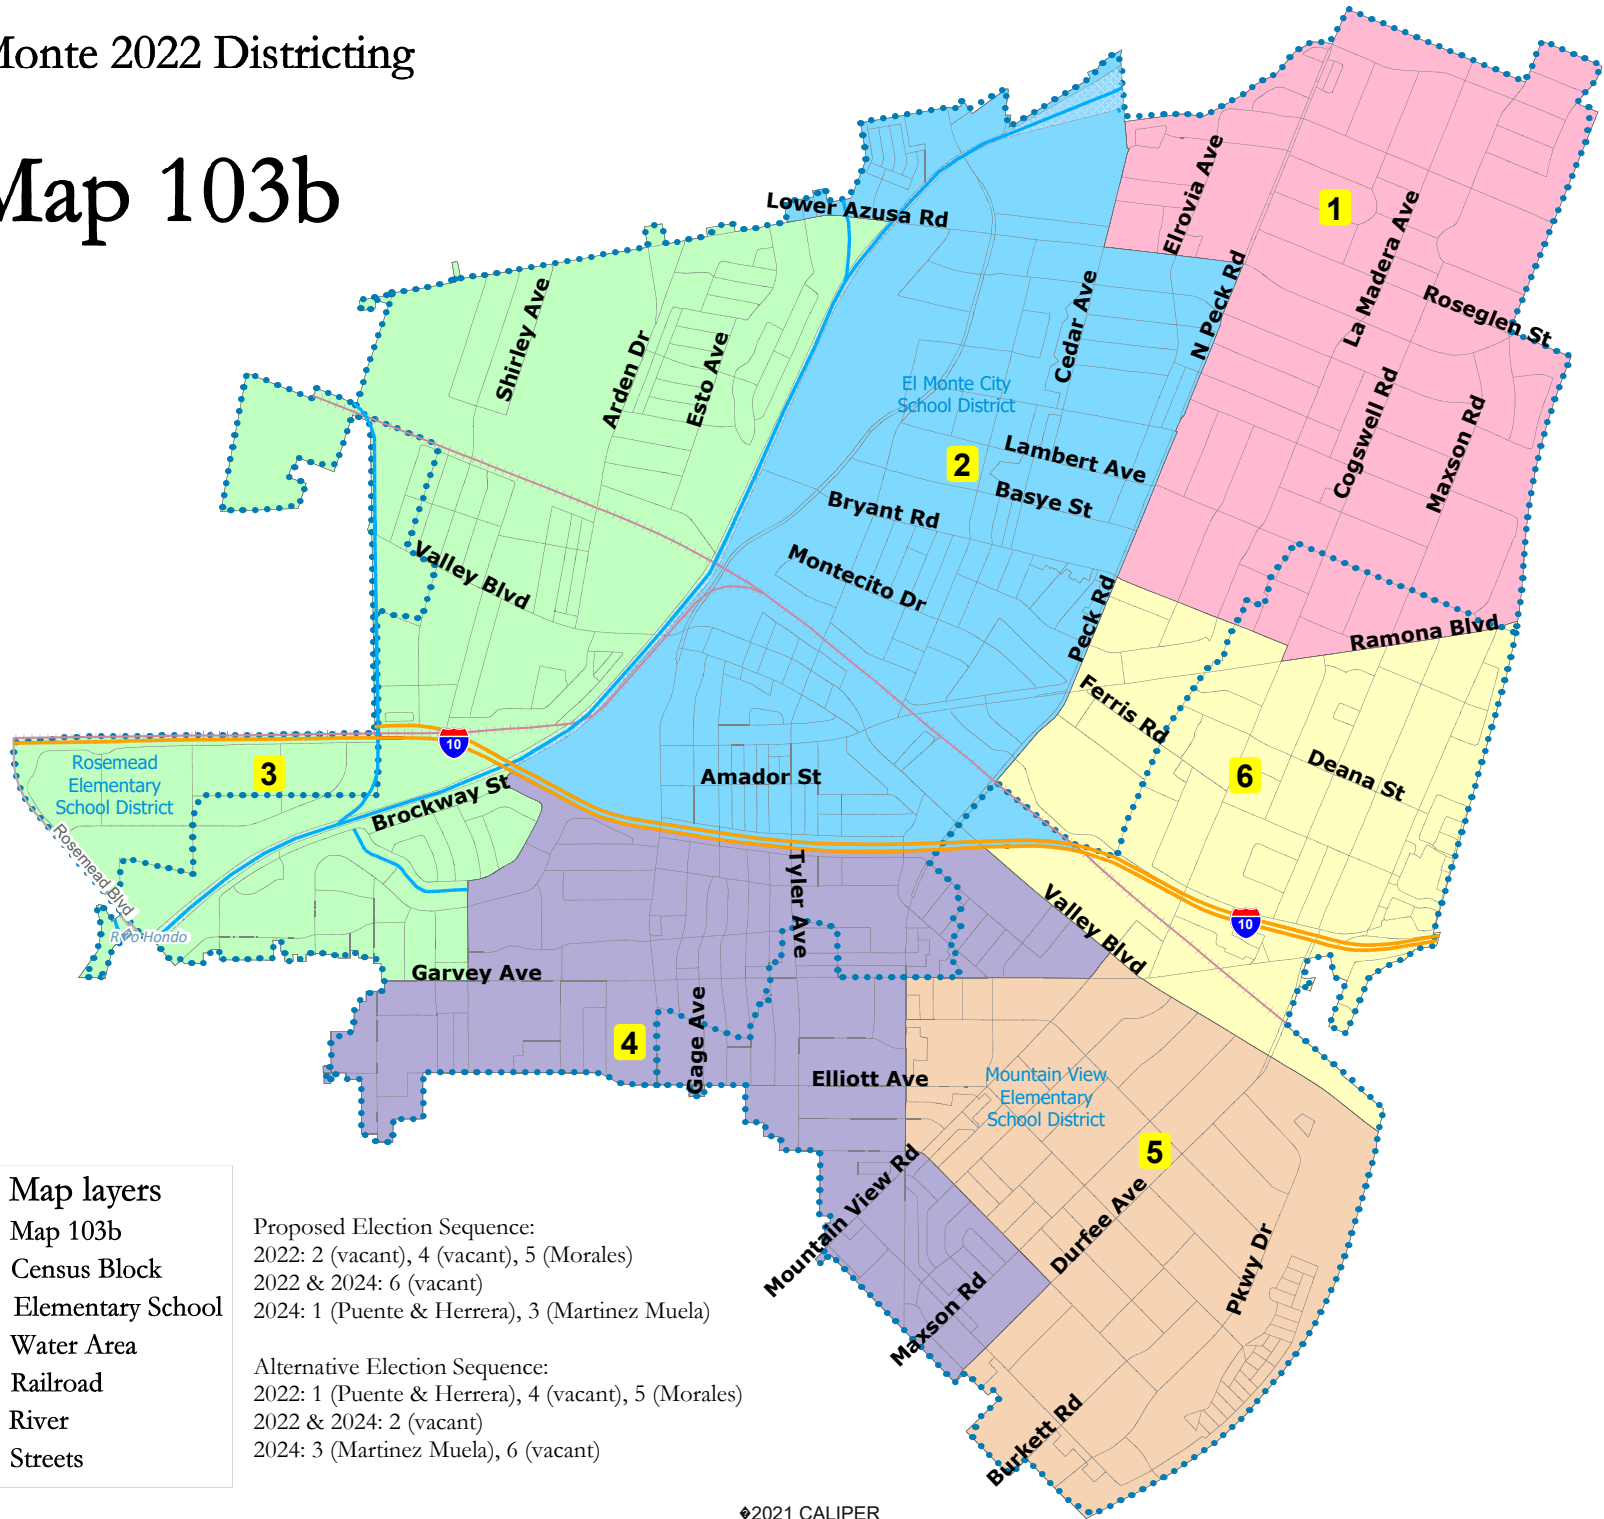 Monte 2022 Districting
Map 103b
Lower Azusa Rd
Elrovia Ave
1
La Madera Ave
N Peck Rd
Roseglen St
Shirley Ave
Arden Dr
Esto Ave
Cedar Ave
El Monte City
School District
Cogswell Rd
Maxson Rd
2
Lambert Ave
Basye St
Bryant Rd
Montecito Dr
Valley Blvd
Peck Rd
Ramona Blvd
Ferris Rd
10
Rosemead
Elementary
School District
3
Amador St
6
Deana St
Brockway St
Rosemead Blvd
Tyler Ave
Valley Blvd
10
R�o Hondo
Garvey Ave
4
Gage Ave
Elliott Ave
Mountain View
Elementary
School District
5
Mountain View Rd
Durfee Ave
Pkwy Dr
Maxson Rd
Burkett Rd
Map layers
Map 103b
Census Block
Elementary School
Water Area
Railroad
River
Streets
Proposed Election Sequence:
2022: 2 (vacant), 4 (vacant), 5 (Morales)
2022 & 2024: 6 (vacant)
2024: 1 (Puente & Herrera), 3 (Martinez Muela)
Alternative Election Sequence:
2022: 1 (Puente & Herrera), 4 (vacant), 5 (Morales)
2022 & 2024: 2 (vacant)
2024: 3 (Martinez Muela), 6 (vacant)
�2021 CALIPER